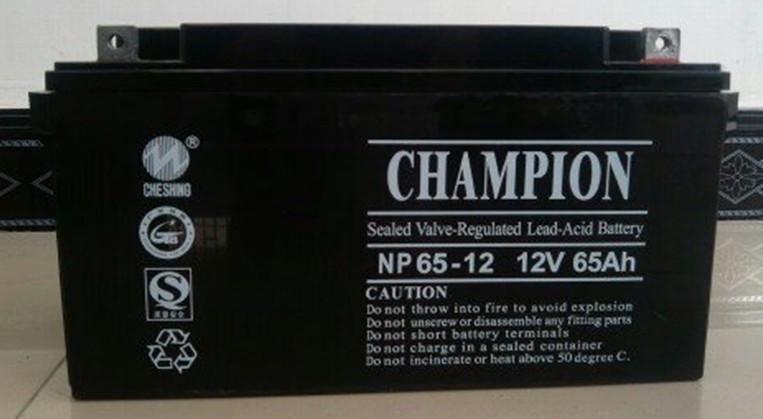 ®
CHESHING
CHAMPION
Sealed Valve-Regulated Lead-Acid Battery
NP65-12 12V 65Ah
CAUTION
Do not throw into fire to avoid explosion
Do not unscrew or disassemble any fitting parts
Do not short battery terminals
Do not charge in a sealed container
Do not incinerate or heat above 50 degree C.